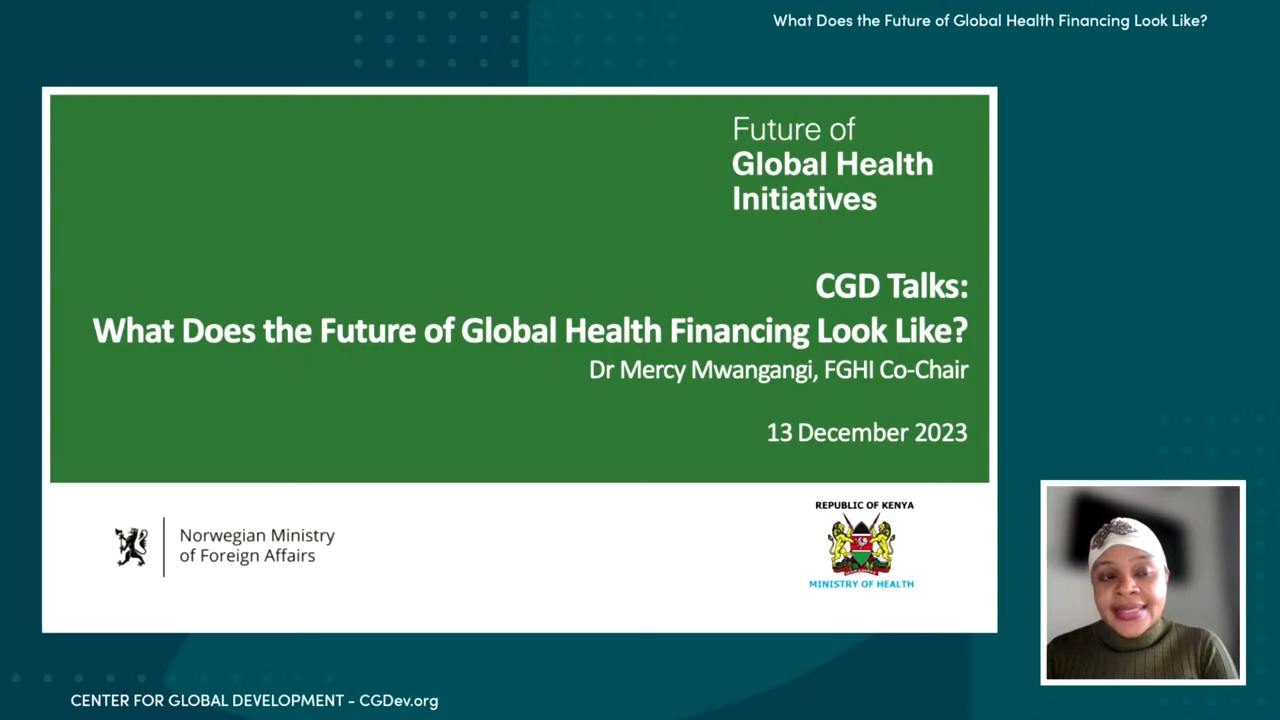 What Does the Future of Global Health Financing Look Like?
Future of
Global Health
Initiatives
CGD Talks:
What Does the Future of Global Health Financing Look Like?
Dr Mercy Mwangangi, FGHI Co-Chair
13 December 2023
Norwegian Ministry
of Foreign Affairs
REPUBLIC OF KENYA
MINISTRY OF HEALTH
CENTER FOR GLOBAL DEVELOPMENT - CGDev.org